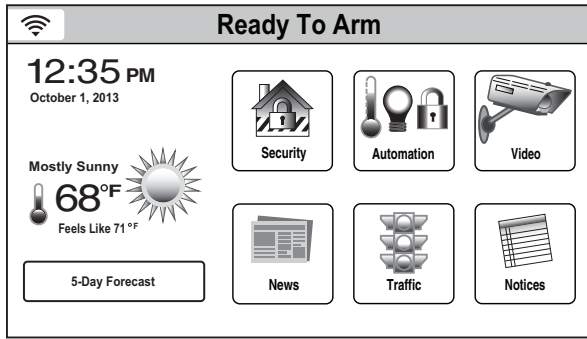 Ready To Arm
12:35 PM
October 1, 2013
Mostly Sunny
68°F
Feels Like 71°F
5-Day Forecast
Security
Automation
Video
News
Traffic
Notices